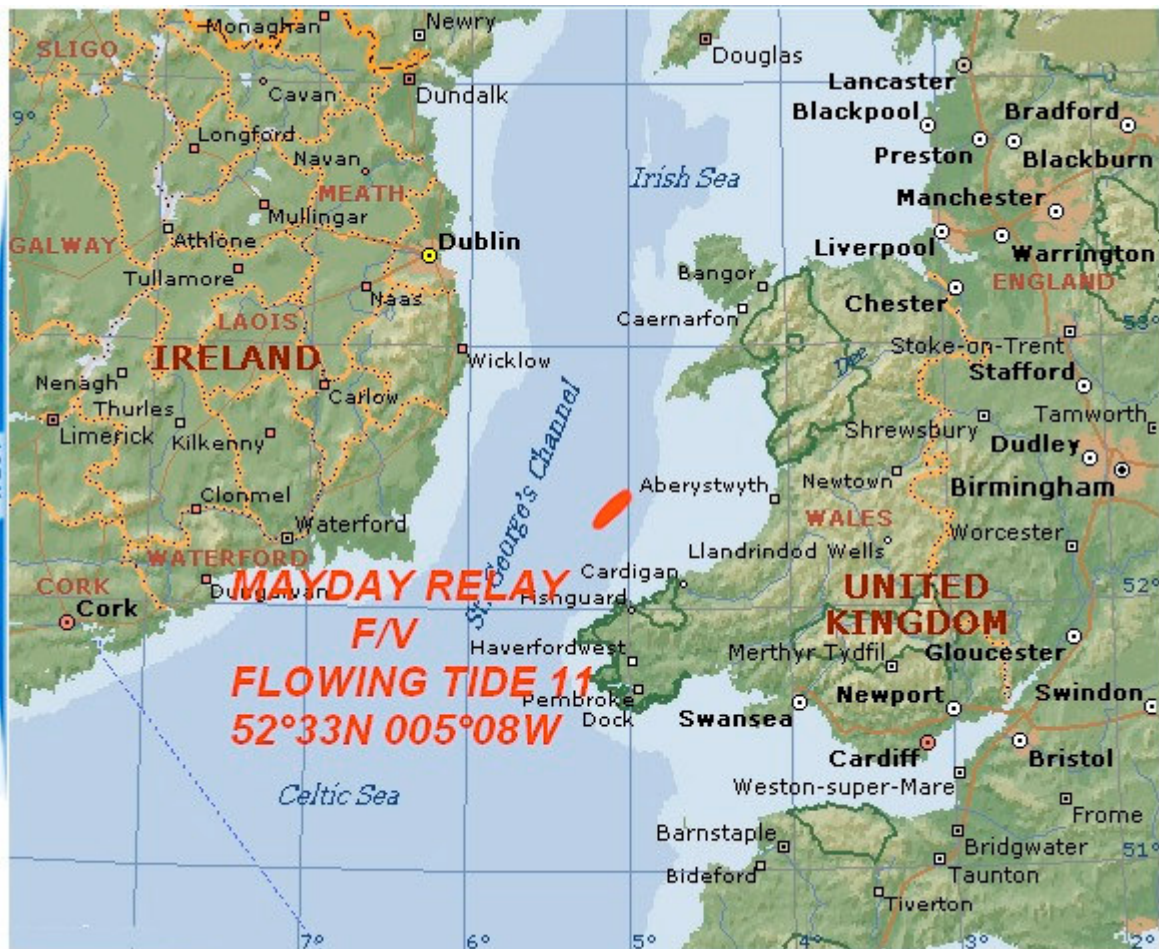 Monaghan
Newry
SLIGO
Douglas
Lancaster
Cavan
Dundalk
Blackpool
Bradford
9°
Longford
Preston
Blackburn
Navan
Irish Sea
MEATH
Manchester
Mullingar
GALWAY
Athlone
Dublin
Liverpool
Warrington
Tullamore
Bangor
ENGLAND
Naas
Chester
LAOIS
Caernarfon
53°
IRELAND
Wicklow
Dee
Stoke-on-Trent
Nenagh
Stafford
Carlow
Thurles
Tamworth
Limerick
Kilkenny
St. George's Channel
Shrewsbury
Dudley
Clonmel
Aberystwyth
Newtown
Birmingham
Waterford
WALES
Worcester
WATERFORD
Llandrindod Wells
CORK
Dungarvan
Cardigan
UNITED
KINGDOM
52°
MAYDAY RELAY
Cork
Fishguard
F/V
Haverfordwest
Merthyr Tydfil
Gloucester
FLOWING TIDE 11
Pembroke
Dock
Newport
Swindon
52°33N 005°08W
Swansea
Cardiff
Bristol
Celtic Sea
Weston-super-Mare
Frome
Barnstaple
Bridgwater
51°
Bideford
Taunton
Tiverton
7°
6°
5°
4°
3°
2°